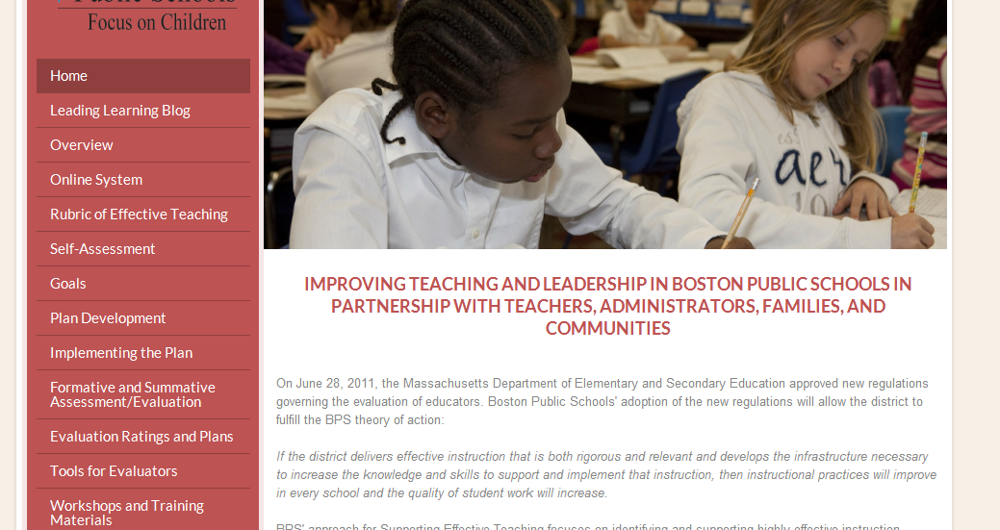 Public Schools
Focus on Children
Home
Leading Learning Blog
Overview
Online System
Rubric of Effective Teaching
Self-Assessment
Goals
Plan Development
Implementing the Plan
Formative and Summative
Assessment/Evaluation
Evaluation Ratings and Plans
Tools for Evaluators
Workshops and Training
Materials
aer
IMPROVING TEACHING AND LEADERSHIP IN BOSTON PUBLIC SCHOOLS IN
PARTNERSHIP WITH TEACHERS, ADMINISTRATORS, FAMILIES, AND
COMMUNITIES
On June 28, 2011, the Massachusetts Department of Elementary and Secondary Education approved new regulations
governing the evaluation of educators. Boston Public Schools' adoption of the new regulations will allow the district to
fulfill the BPS theory of action:
If the district delivers effective instruction that is both rigorous and relevant and develops the infrastructure necessary
to increase the knowledge and skills to support and implement that instruction, then instructional practices will improve
in every school and the quality of student work will increase.
BPS' approach for Supporting Effective Teaching focuses on identifying and supporting highly effective instruction